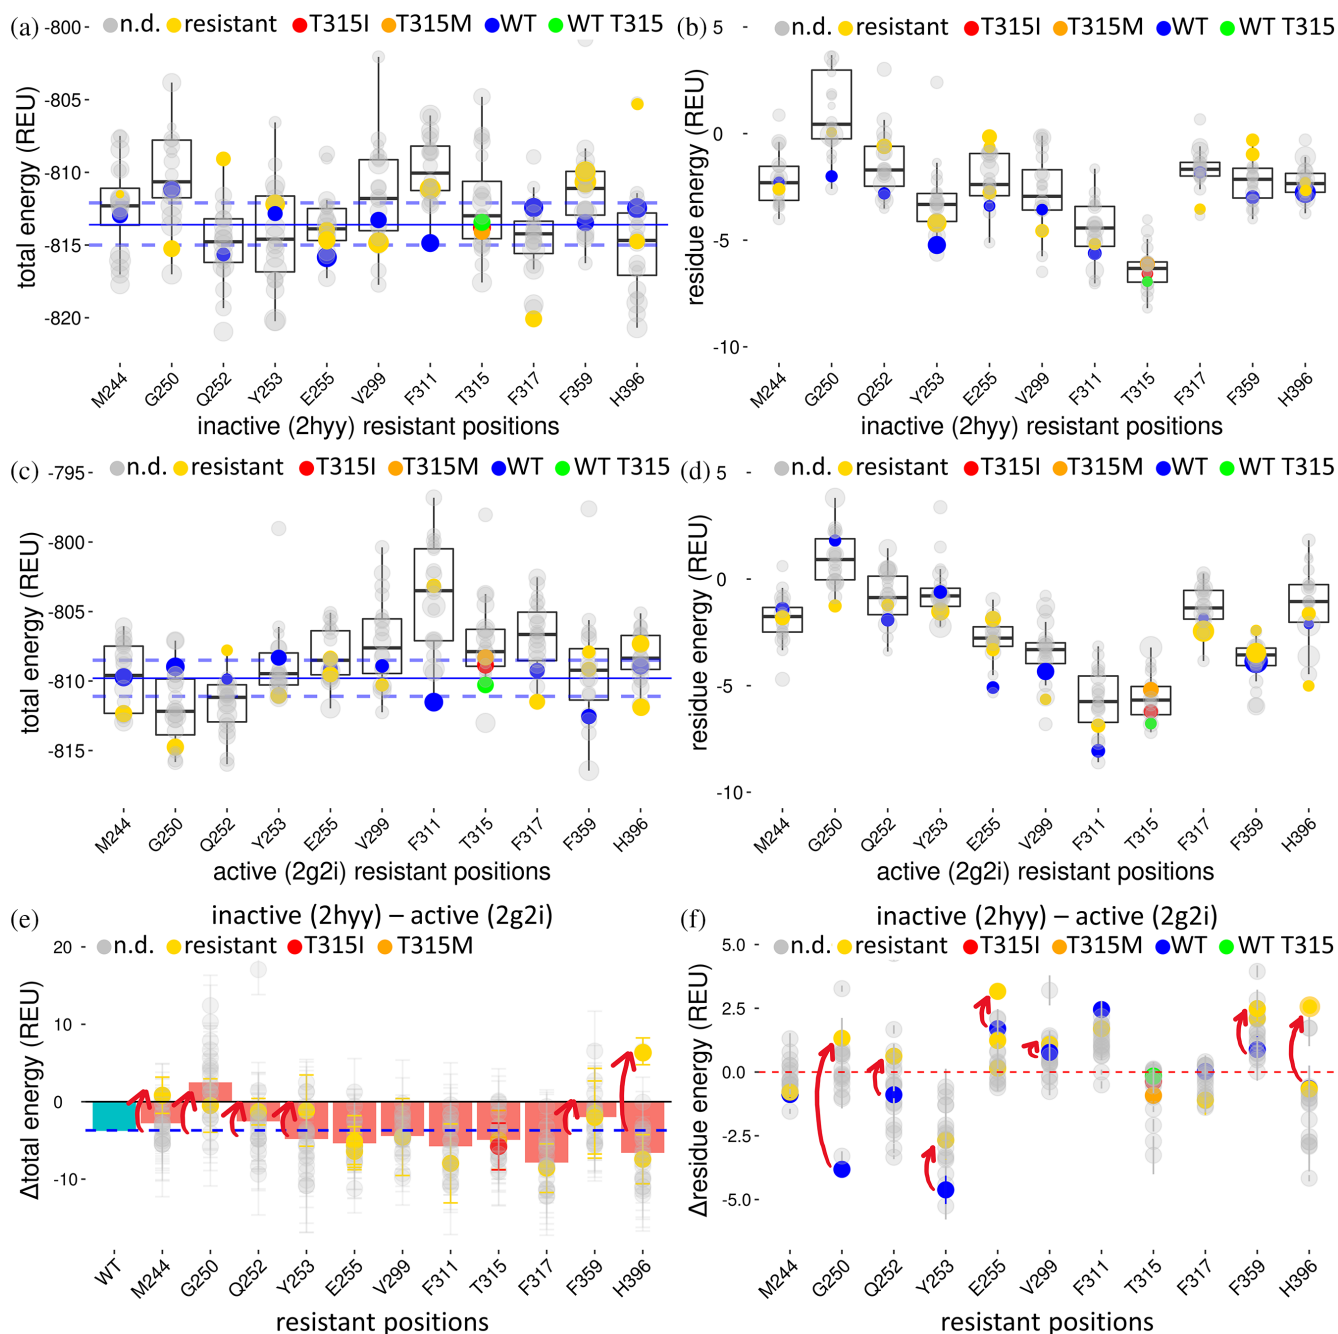 (a) n.d. resistant T315I T315M WT WT T315
total energy (REU)
-800
-805
-810
-815
-820
M244 G250 Q252 Y253 E255 V299 F311 T315 F317 F359 H396
inactive (2hyy) resistant positions
(b) n.d. resistant T315I T315M WT WT T315
residue energy (REU)
5
0
-5
-10
M244 G250 Q252 Y253 E255 V299 F311 T315 F317 F359 H396
inactive (2hyy) resistant positions
(c) n.d. resistant T315I T315M WT WT T315
total energy (REU)
-795
-800
-805
-810
-815
M244 G250 Q252 Y253 E255 V299 F311 T315 F317 F359 H396
active (2g2i) resistant positions
(d) n.d. resistant T315I T315M WT WT T315
residue energy (REU)
5
0
-5
-10
M244 G250 Q252 Y253 E255 V299 F311 T315 F317 F359 H396
active (2g2i) resistant positions
(e) inactive (2hyy) – active (2g2i)
n.d. resistant T315I T315M
Δtotal energy (REU)
20
10
0
-10
WT M244 G250 Q252 Y253 E255 V299 F311 T315 F317 F359 H396
resistant positions
(f) inactive (2hyy) – active (2g2i)
n.d. resistant T315I T315M WT WT T315
Δresidue energy (REU)
5.0
2.5
0.0
-2.5
-5.0
M244 G250 Q252 Y253 E255 V299 F311 T315 F317 F359 H396
resistant positions